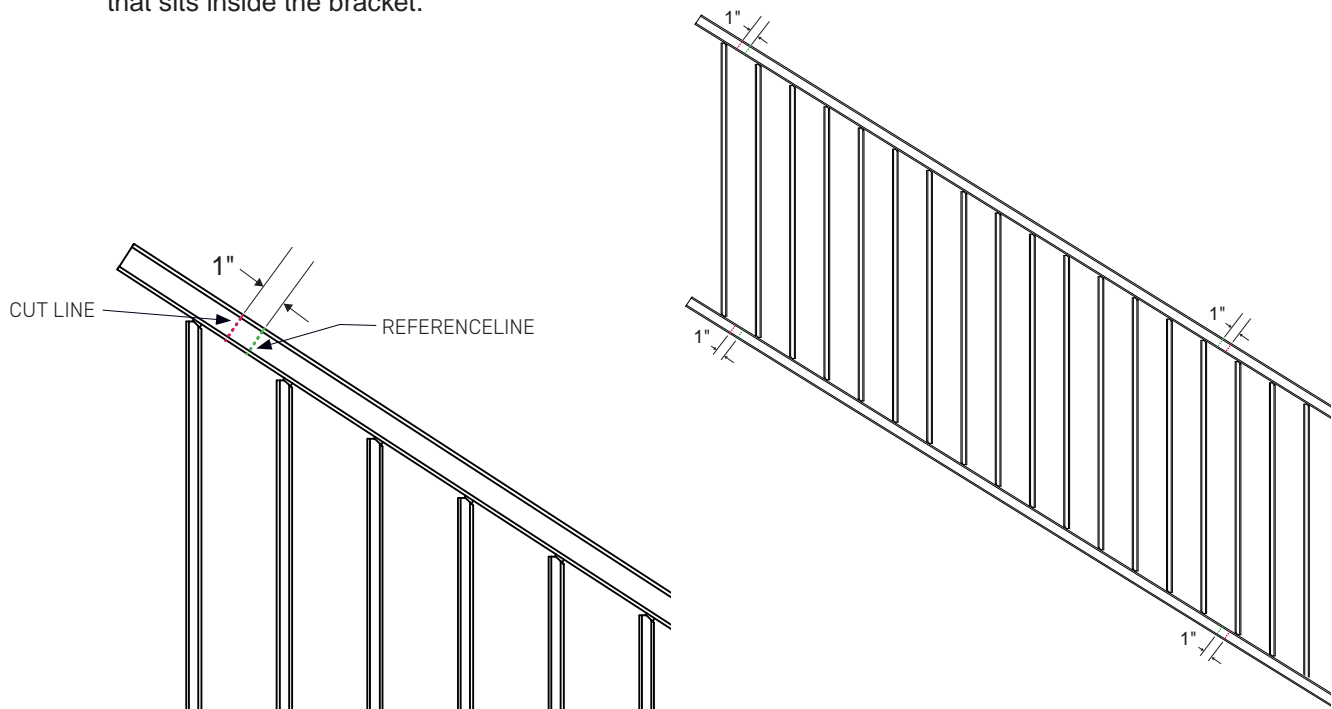 that sits inside the bracket.
1"
CUT LINE
REFERENCELINE
1"
1"
1"
1"